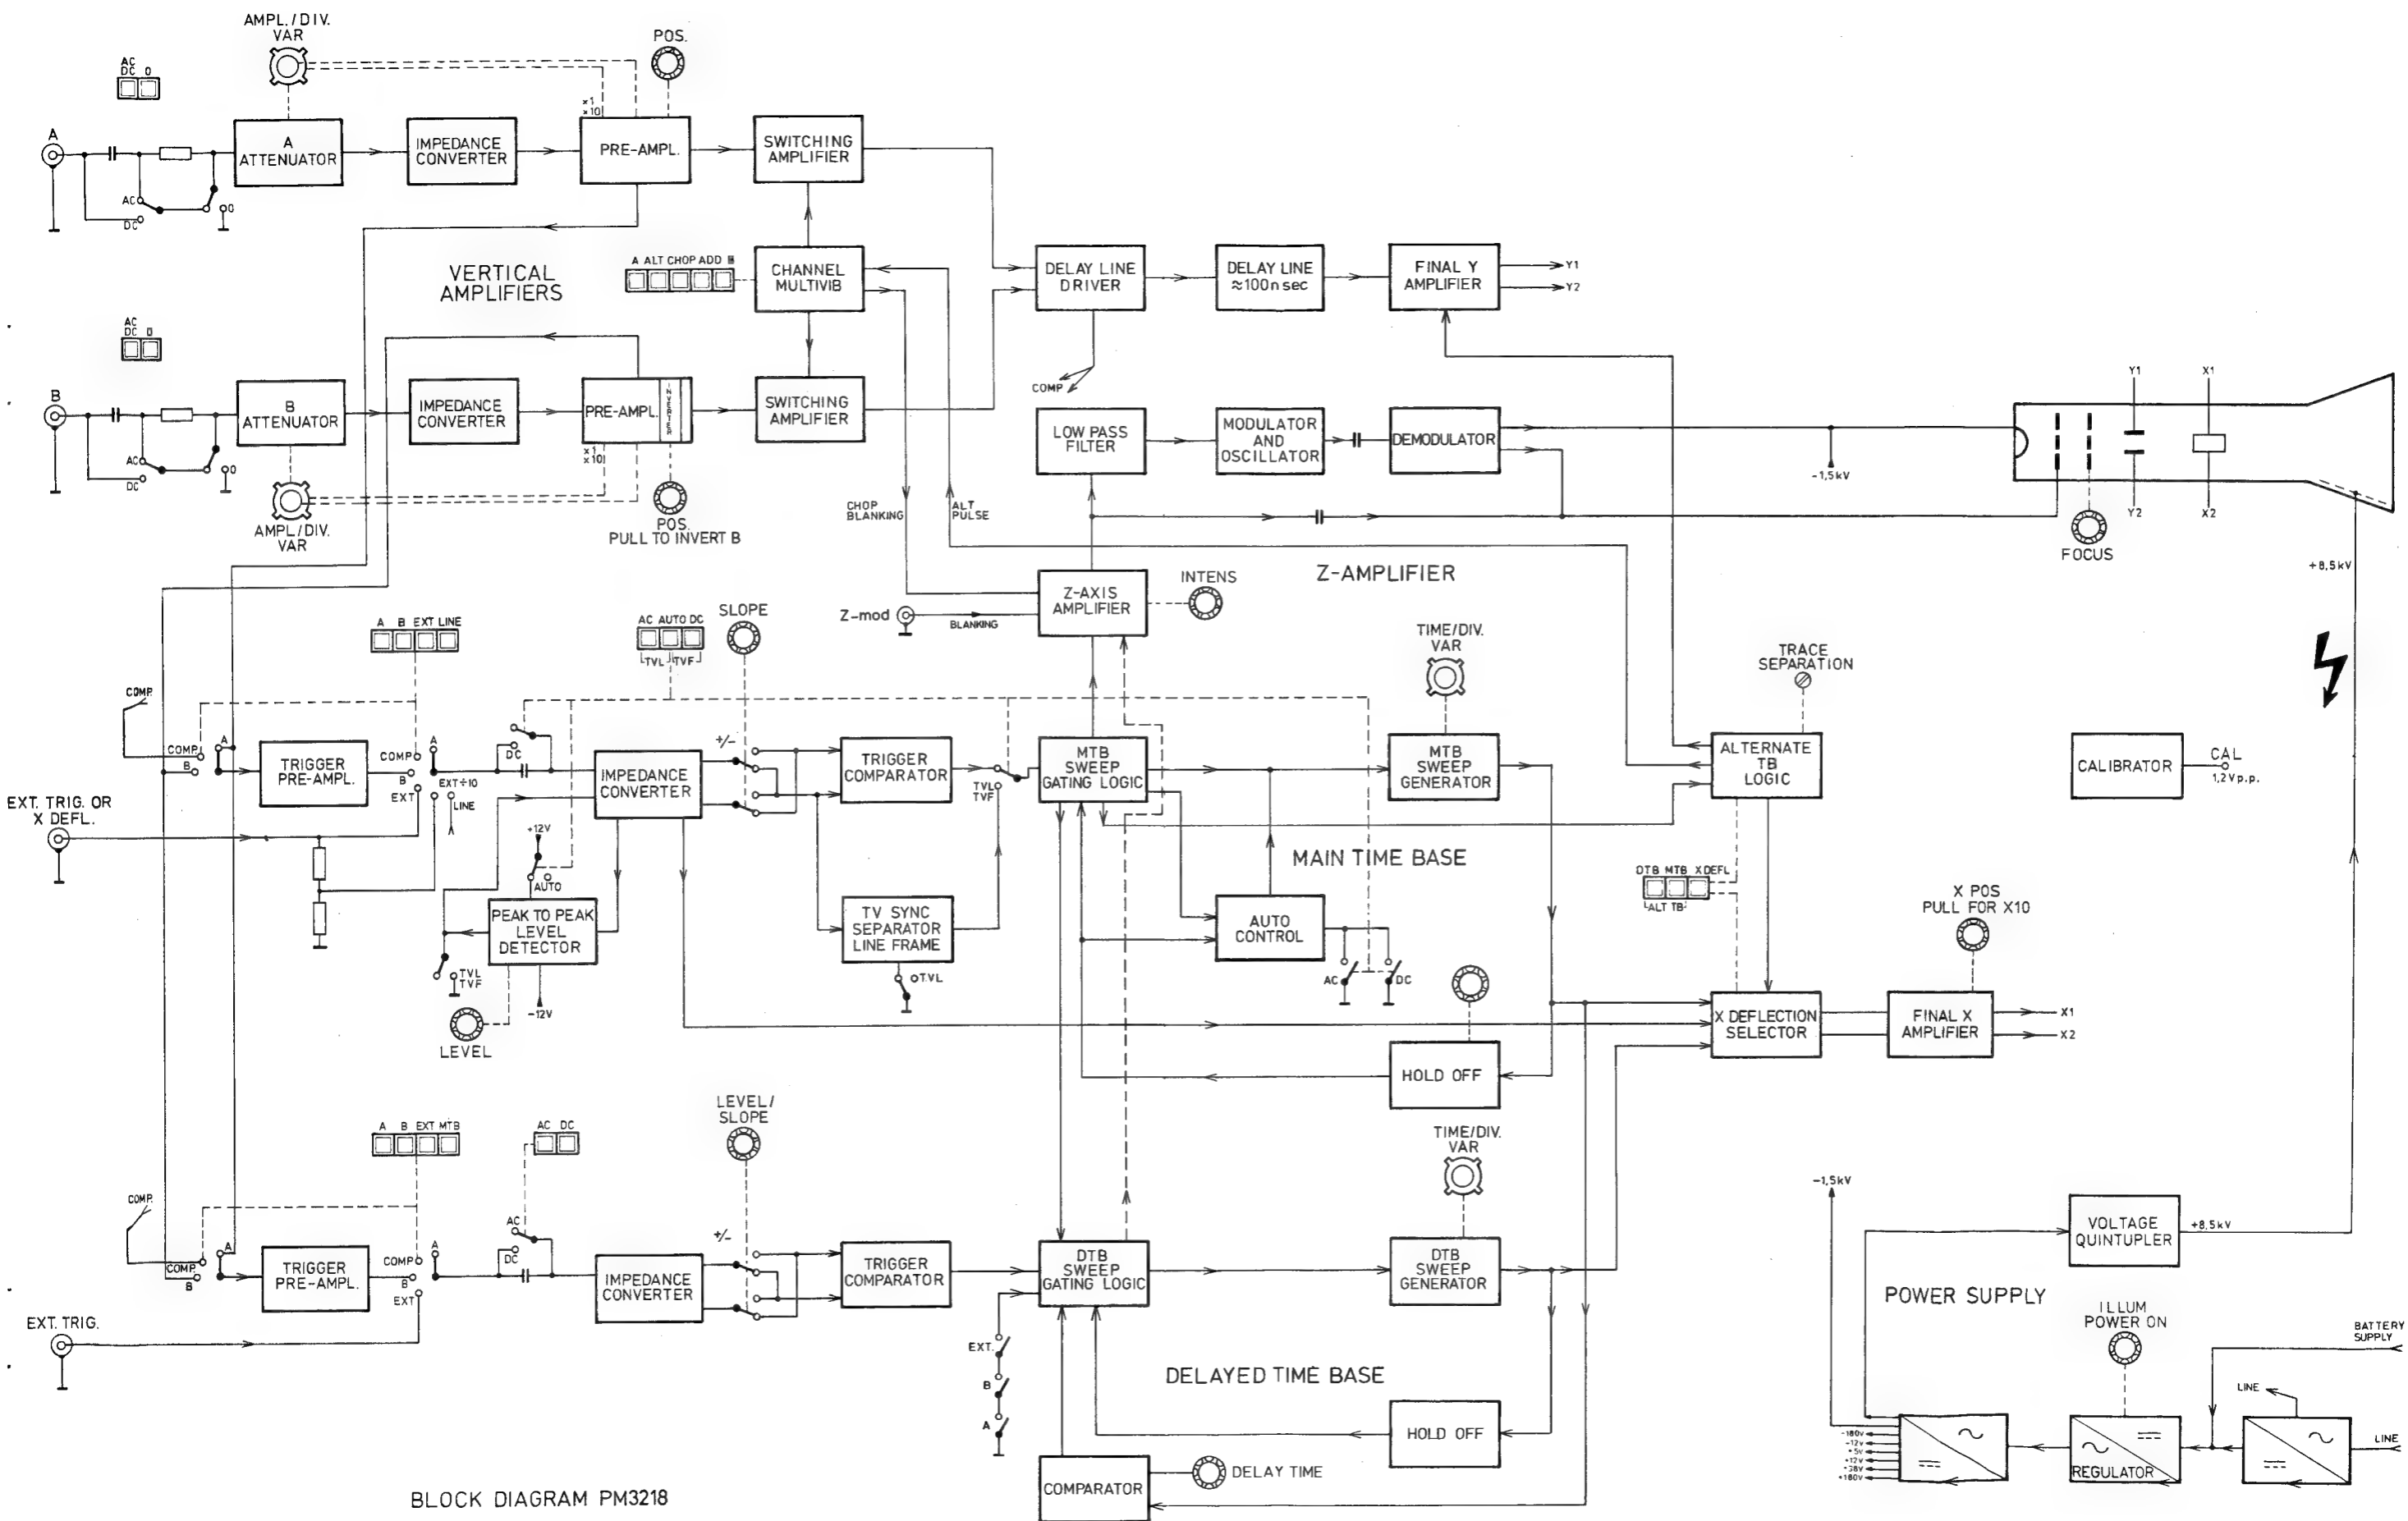 AMPL./DIV.
VAR
POS.
AC
DC 0
x1
x10
A
A
ATTENUATOR
IMPEDANCE
CONVERTER
PRE-AMPL.
SWITCHING
AMPLIFIER
AC
DC
0
VERTICAL
AMPLIFIERS
A ALT CHOP ADD B
CHANNEL
MULTIVIB
DELAY LINE
DRIVER
DELAY LINE
≈100n sec
FINAL Y
AMPLIFIER
Y1
Y2
AC
DC 0
B
B
ATTENUATOR
IMPEDANCE
CONVERTER
PRE-AMPL.
INVERTER
SWITCHING
AMPLIFIER
COMP
LOW PASS
FILTER
MODULATOR
AND
OSCILLATOR
DEMODULATOR
-1,5kV
Y1
X1
Y2
X2
FOCUS
+8,5kV
AC
DC
0
x1
x10
AMPL/DIV.
VAR
POS.
PULL TO INVERT B
CHOP
BLANKING
ALT
PULSE
Z-AMPLIFIER
Z-AXIS
AMPLIFIER
INTENS
Z-mod
BLANKING
A B EXT LINE
AC AUTO DC
TVL TVF
SLOPE
TIME/DIV.
VAR
TRACE
SEPARATION
COMP.
COMP.
B
A
TRIGGER
PRE-AMPL.
COMP
B
EXT
A
EXT÷10
LINE
DC
IMPEDANCE
CONVERTER
+/-
TRIGGER
COMPARATOR
TVL
TVF
MTB
SWEEP
GATING LOGIC
MTB
SWEEP
GENERATOR
ALTERNATE
TB
LOGIC
CALIBRATOR
CAL
1,2Vp.p.
EXT. TRIG. OR
X DEFL.
+12V
AUTO
PEAK TO PEAK
LEVEL
DETECTOR
TVL
TVF
-12V
LEVEL
TV SYNC
SEPARATOR
LINE FRAME
TVL
MAIN TIME BASE
AUTO
CONTROL
AC
DC
DTB MTB X DEFL
ALT TB
X POS
PULL FOR X10
X DEFLECTION
SELECTOR
FINAL X
AMPLIFIER
X1
X2
HOLD OFF
A B EXT MTB
AC DC
LEVEL/
SLOPE
TIME/DIV.
VAR
COMP.
COMP.
B
A
TRIGGER
PRE-AMPL.
COMP
B
EXT
A
AC
DC
IMPEDANCE
CONVERTER
+/-
TRIGGER
COMPARATOR
DTB
SWEEP
GATING LOGIC
DTB
SWEEP
GENERATOR
EXT. TRIG.
EXT.
B
A
DELAYED TIME BASE
HOLD OFF
COMPARATOR
DELAY TIME
-1,5kV
VOLTAGE
QUINTUPLER
+8,5kV
POWER SUPPLY
ILLUM
POWER ON
BATTERY
SUPPLY
LINE
LINE
-180V
-12V
+5V
+12V
+180V
REGULATOR
BLOCK DIAGRAM PM3218